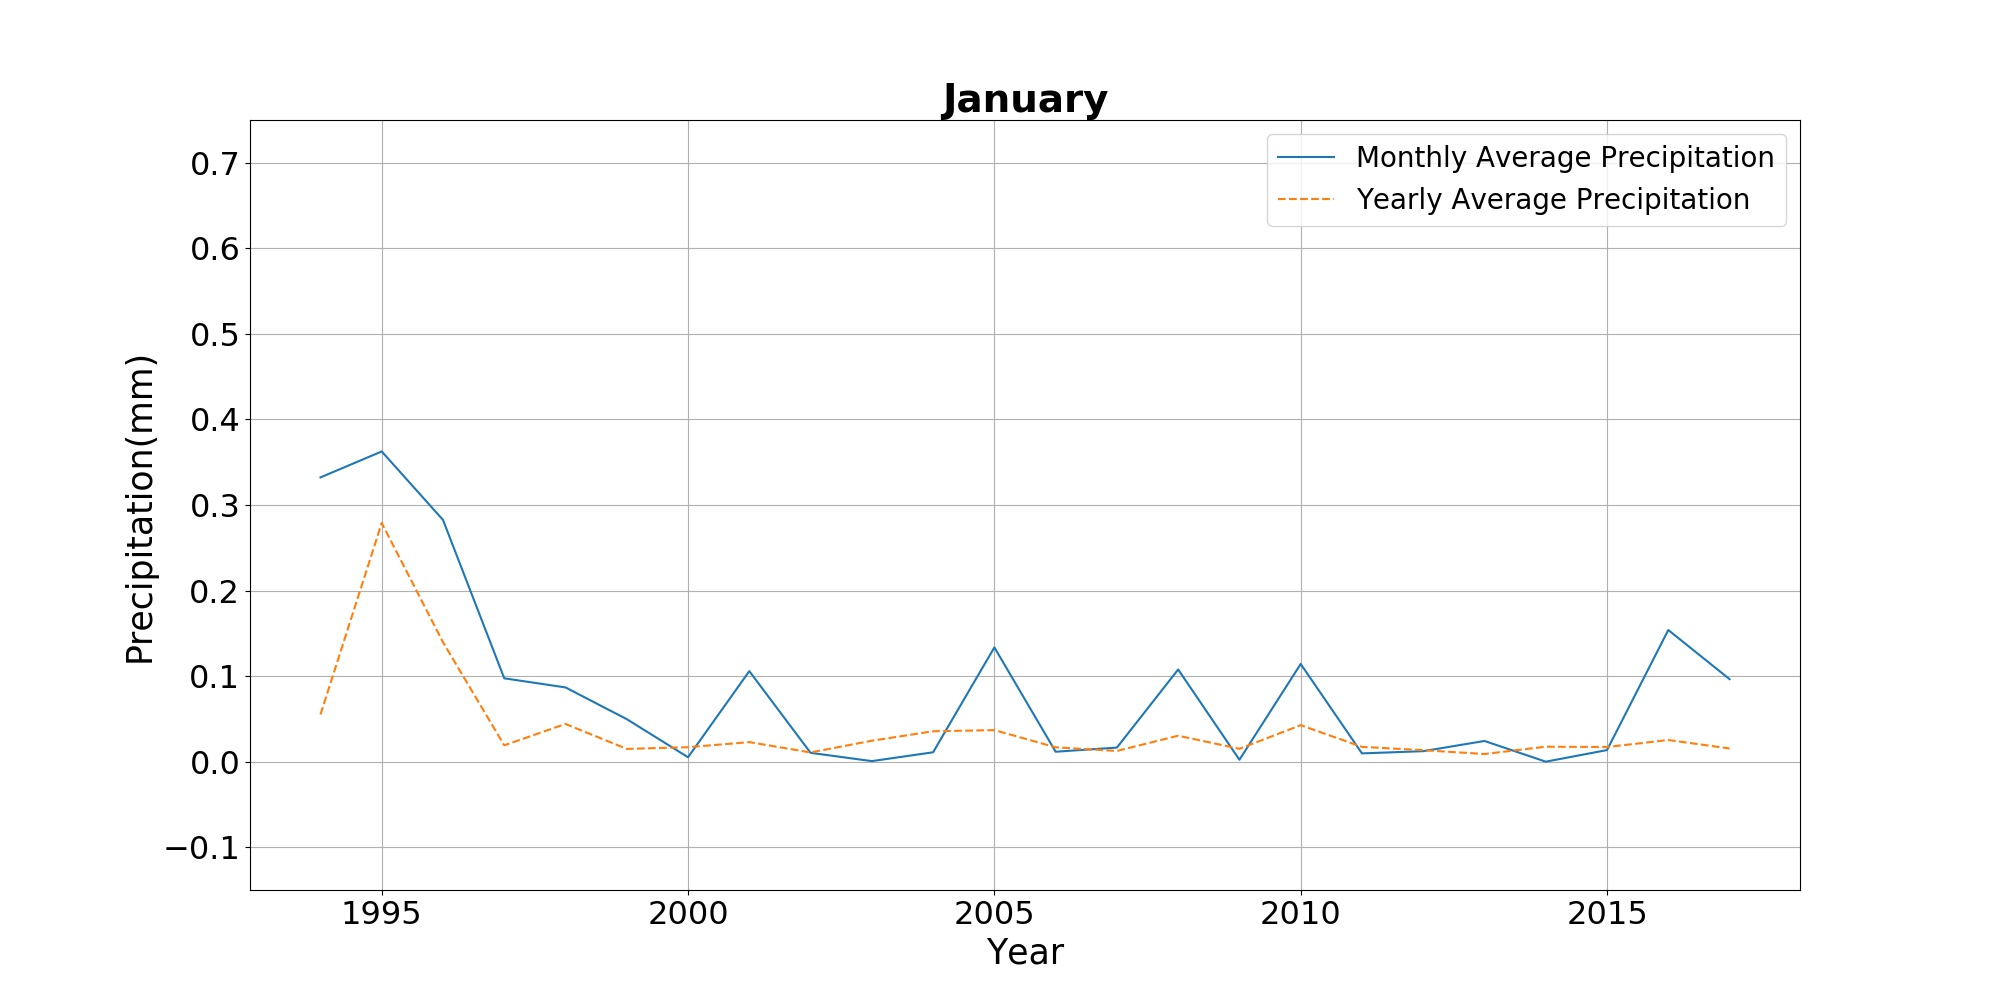 January
Monthly Average Precipitation
Yearly Average Precipitation
Precipitation(mm)
0.7
0.6
0.5
0.4
0.3
0.2
0.1
0.0
−0.1
1995 2000 2005 2010 2015
Year